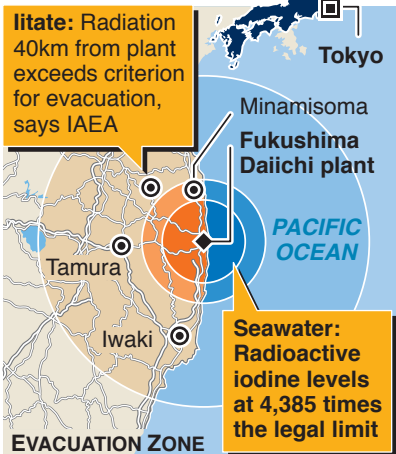 Iitate: Radiation
40km from plant
exceeds criterion
for evacuation,
says IAEA
Tokyo
Minamisoma
Fukushima
Daiichi plant
PACIFIC
OCEAN
Tamura
Iwaki
Seawater:
Radioactive
iodine levels
at 4,385 times
the legal limit
EVACUATION ZONE